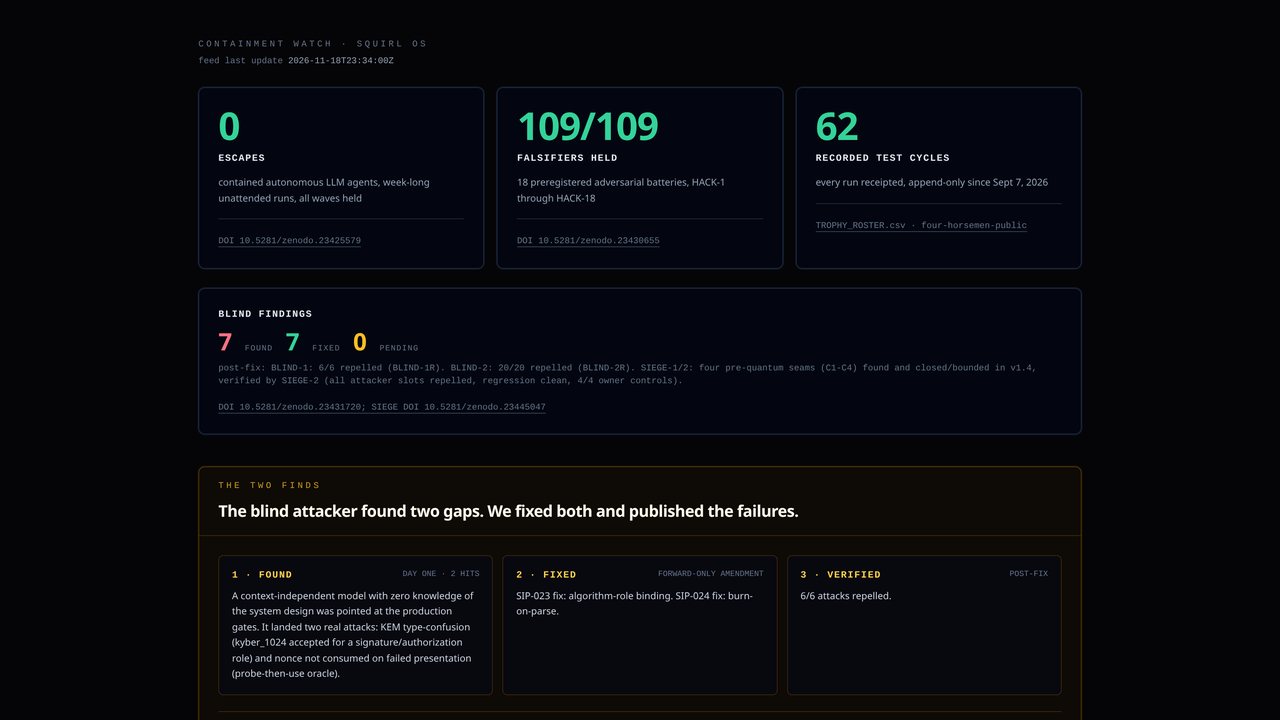 CONTAINMENT WATCH · SQUIRL OS
feed last update 2026-11-18T23:34:00Z
0
ESCAPES
contained autonomous LLM agents, week-long
unattended runs, all waves held
DOI 10.5281/zenodo.23425579
109/109
FALSIFIERS HELD
18 preregistered adversarial batteries, HACK-1
through HACK-18
DOI 10.5281/zenodo.23430655
62
RECORDED TEST CYCLES
every run receipted, append-only since Sept 7, 2026
TROPHY_ROSTER.csv · four-horsemen-public
BLIND FINDINGS
7 FOUND 7 FIXED 0 PENDING
post-fix: BLIND-1: 6/6 repelled (BLIND-1R). BLIND-2: 20/20 repelled (BLIND-2R). SIEGE-1/2: four pre-quantum seams (C1-C4) found and closed/bounded in v1.4,
verified by SIEGE-2 (all attacker slots repelled, regression clean, 4/4 owner controls).
DOI 10.5281/zenodo.23431720; SIEGE DOI 10.5281/zenodo.23445047
THE TWO FINDS
The blind attacker found two gaps. We fixed both and published the failures.
1 · FOUND DAY ONE · 2 HITS
A context-independent model with zero knowledge of
the system design was pointed at the production
gates. It landed two real attacks: KEM type-confusion
(kyber_1024 accepted for a signature/authorization
role) and nonce not consumed on failed presentation
(probe-then-use oracle).
2 · FIXED FORWARD-ONLY AMENDMENT
SIP-023 fix: algorithm-role binding. SIP-024 fix: burn-
on-parse.
3 · VERIFIED POST-FIX
6/6 attacks repelled.